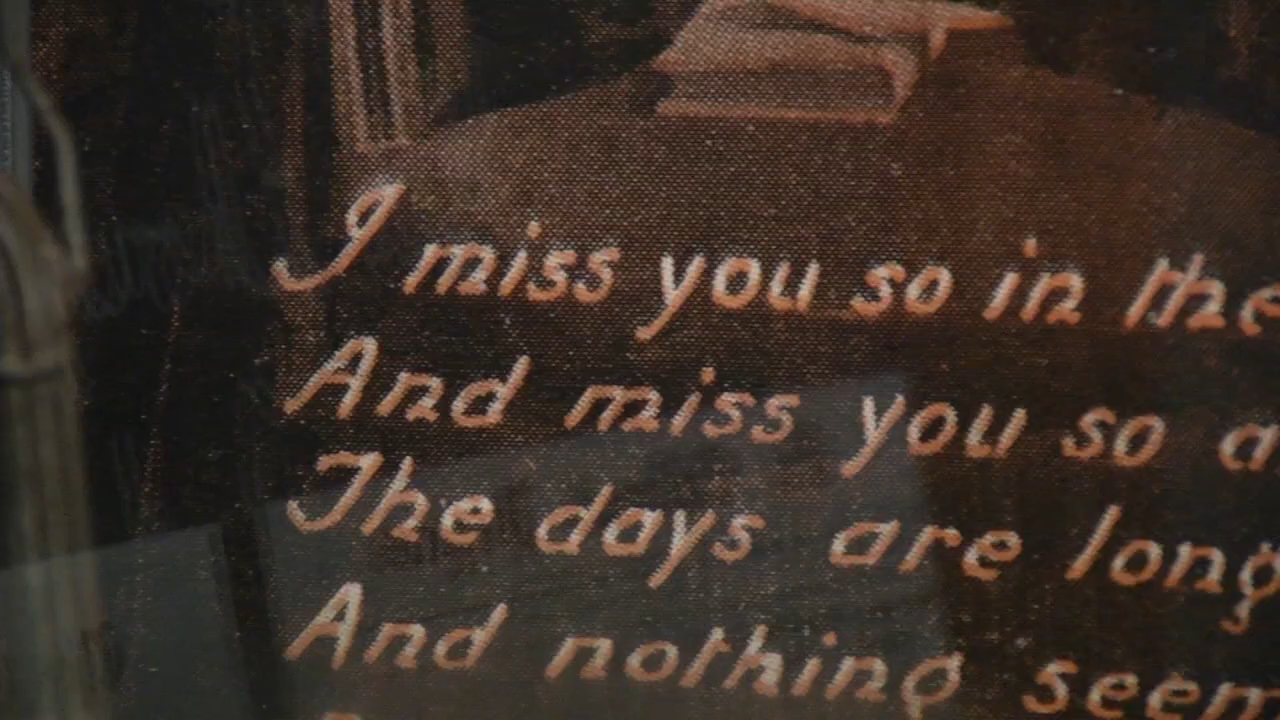 I miss you so in the
And miss you so a
The days are long
And nothing seem